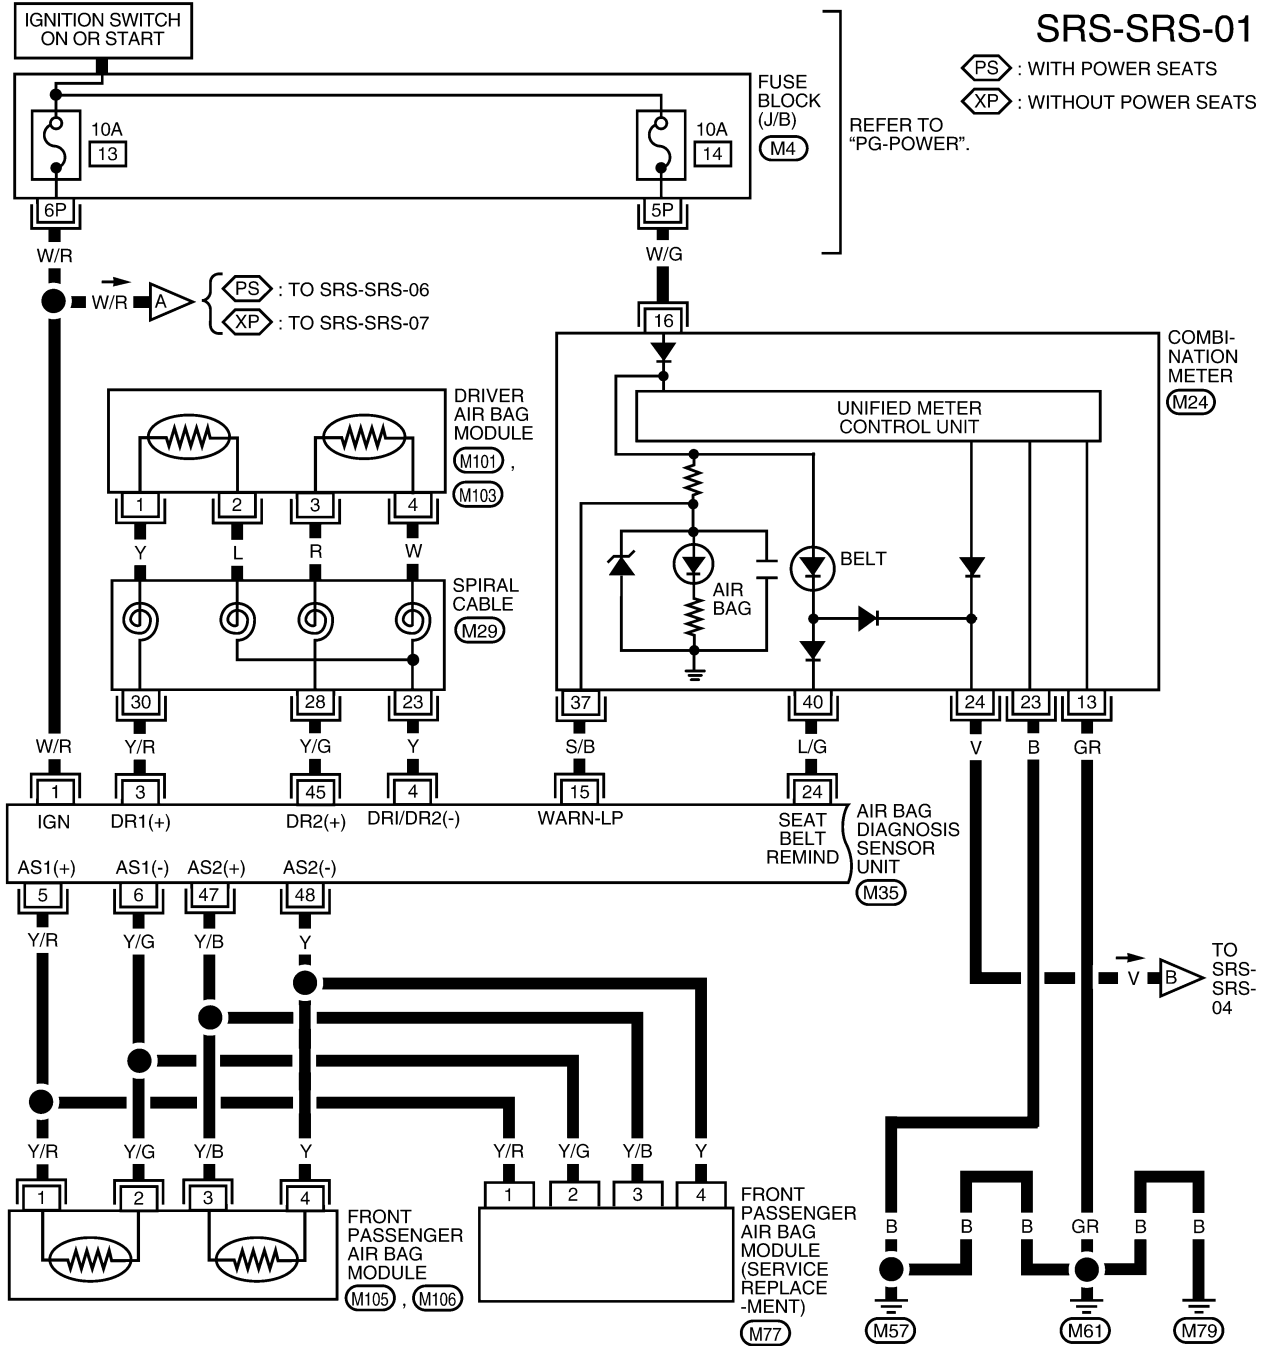 IGNITION SWITCH
ON OR START
SRS-SRS-01
PS : WITH POWER SEATS
XP : WITHOUT POWER SEATS
FUSE
BLOCK
(J/B)
M4
REFER TO
“PG-POWER”.
10A
13
10A
14
6P
5P
W/R
W/G
W/R
A
PS : TO SRS-SRS-06
XP : TO SRS-SRS-07
16
COMBI-
NATION
METER
M24
UNIFIED METER
CONTROL UNIT
DRIVER
AIR BAG
MODULE
M101 ,
M103
1 2 3 4
Y L R W
BELT
AIR
BAG
SPIRAL
CABLE
M29
30 28 23
37 40 24 23 13
W/R Y/R Y/G Y S/B L/G V B GR
1 3 45 4 15 24
IGN DR1(+) DR2(+) DRI/DR2(-) WARN-LP
SEAT
BELT
REMIND
AIR BAG
DIAGNOSIS
SENSOR
UNIT
M35
AS1(+) AS1(-) AS2(+) AS2(-)
5 6 47 48
Y/R Y/G Y/B Y
V
B
TO
SRS-
SRS-
04
Y/R Y/G Y/B Y Y/R Y/G Y/B Y
1 2 3 4
1 2 3 4
FRONT
PASSENGER
AIR BAG
MODULE
M105 , M106
FRONT
PASSENGER
AIR BAG
MODULE
(SERVICE
REPLACE
-MENT)
M77
B B B GR B B
M57 M61 M79